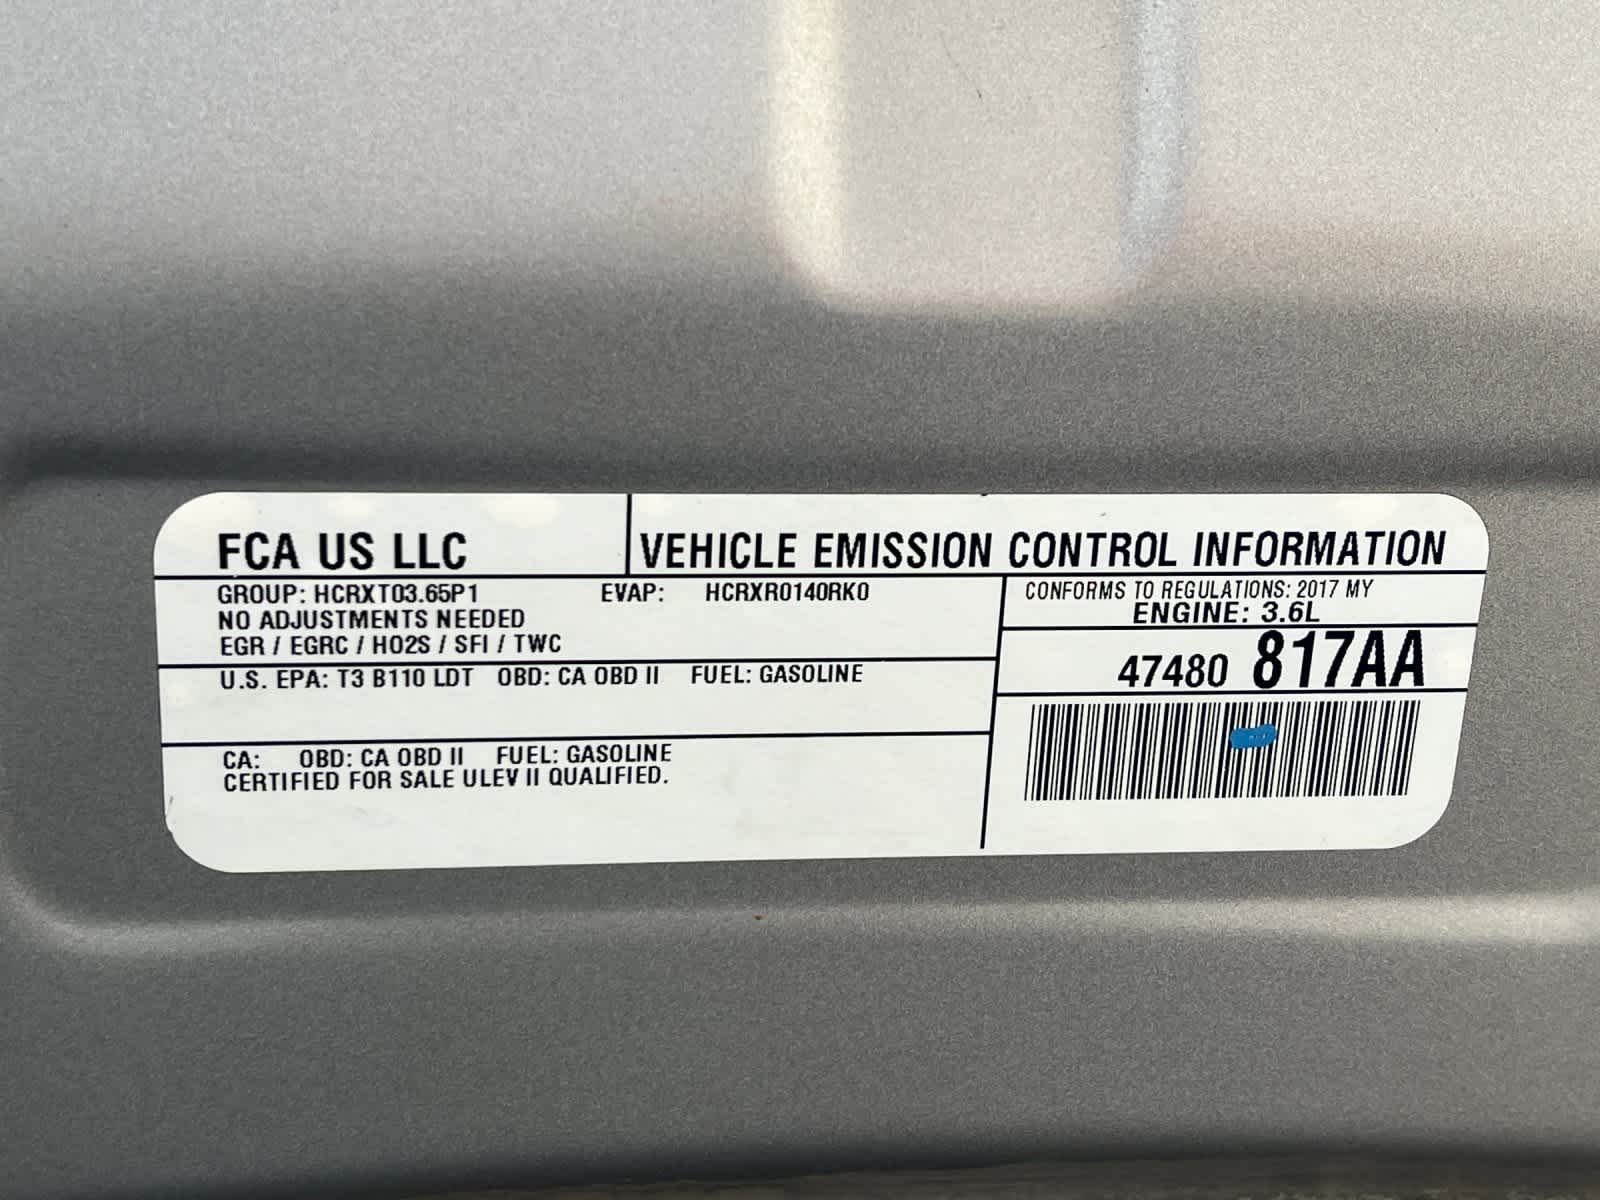 FCA US LLC
VEHICLE EMISSION CONTROL INFORMATION
GROUP: HCRXT03.65P1 EVAP: HCRXR0140RK0
NO ADJUSTMENTS NEEDED
EGR / EGRC / HO2S / SFI / TWC
CONFORMS TO REGULATIONS: 2017 MY
ENGINE: 3.6L
47480 817AA
U.S. EPA: T3 B110 LDT OBD: CA OBD II FUEL: GASOLINE
CA: OBD: CA OBD II FUEL: GASOLINE
CERTIFIED FOR SALE ULEV II QUALIFIED.